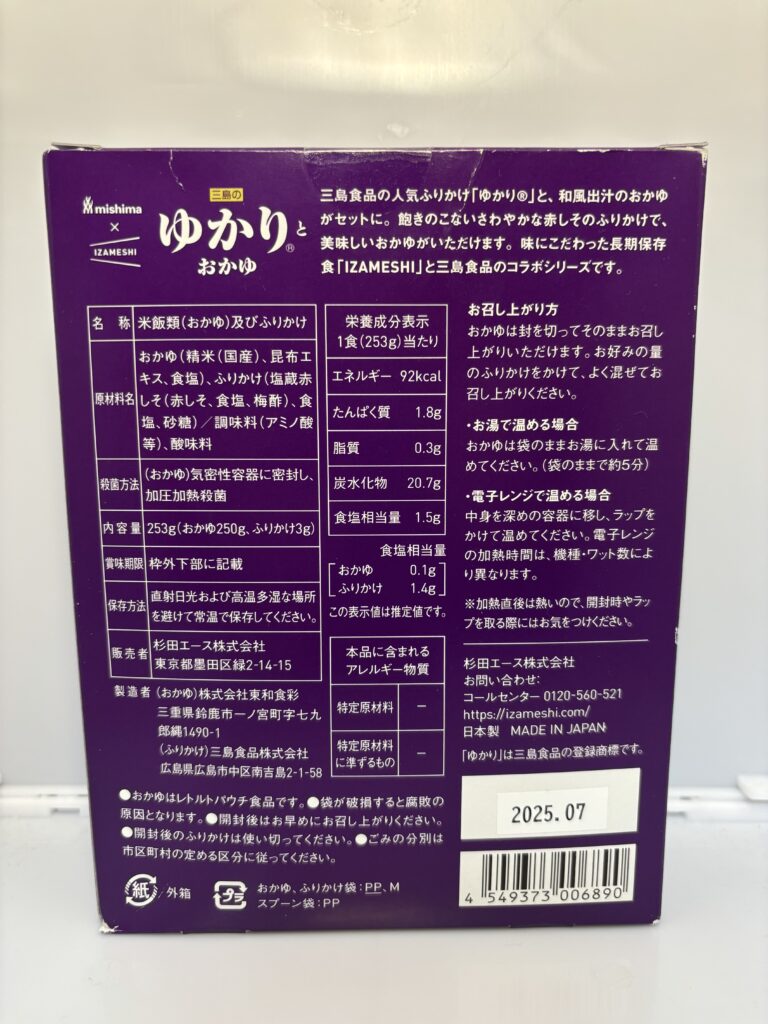 mishima
×
IZAMESHI
三島の
ゆかり®と
おかゆ
三島食品の人気ふりかけ「ゆかり®」と、和風出汁のおかゆ
がセットに。飽きのこないさわやかな赤しそのふりかけで、
美味しいおかゆがいただけます。味にこだわった長期保存
食「IZAMESHI」と三島食品のコラボシリーズです。
名 称 米飯類(おかゆ)及びふりかけ
原材料名 おかゆ(精米(国産)、昆布エ
キス、食塩)、ふりかけ(塩蔵赤
しそ(赤しそ、食塩、梅酢)、食
塩、砂糖)/調味料(アミノ酸
等)、酸味料
殺菌方法 (おかゆ)気密性容器に密封し、
加圧加熱殺菌
内容量 253g(おかゆ250g、ふりかけ3g)
賞味期限 枠外下部に記載
保存方法 直射日光および高温多湿な場所
を避けて常温で保存してください。
販売者 杉田エース株式会社
東京都墨田区緑2-14-15
製造者 (おかゆ)株式会社東和食彩
三重県鈴鹿市一ノ宮町字七九
郎縄1490-1
(ふりかけ)三島食品株式会社
広島県広島市中区南吉島2-1-58
栄養成分表示
1食(253g)当たり
エネルギー 92kcal
たんぱく質 1.8g
脂質 0.3g
炭水化物 20.7g
食塩相当量 1.5g
食塩相当量
おかゆ 0.1g
ふりかけ 1.4g
この表示値は推定値です。
本品に含まれる
アレルギー物質
特定原材料 ―
特定原材料
に準ずるもの ―
お召し上がり方
おかゆは封を切ってそのままお召し
上がりいただけます。お好みの量
のふりかけをかけて、よく混ぜてお
召し上がりください。
・お湯で温める場合
おかゆは袋のままお湯に入れて温
めてください。(袋のままで約5分)
・電子レンジで温める場合
中身を深めの容器に移し、ラップを
かけて温めてください。電子レンジ
の加熱時間は、機種・ワット数によ
り異なります。
※加熱直後は熱いので、開封時やラッ
プを取る際にはお気をつけください。
杉田エース株式会社
お問い合わせ:
コールセンター 0120-560-521
https://izameshi.com/
日本製 MADE IN JAPAN
「ゆかり」は三島食品の登録商標です。
●おかゆはレトルトパウチ食品です。●袋が破損すると腐敗の
原因となります。●開封後はお早めにお召し上がりください。
●開封後のふりかけは使い切ってください。●ごみの分別は
市区町村の定める区分に従ってください。
2025.07
紙/外箱
プラ おかゆ、ふりかけ袋:PP、M
スプーン袋:PP
4 549373 006890